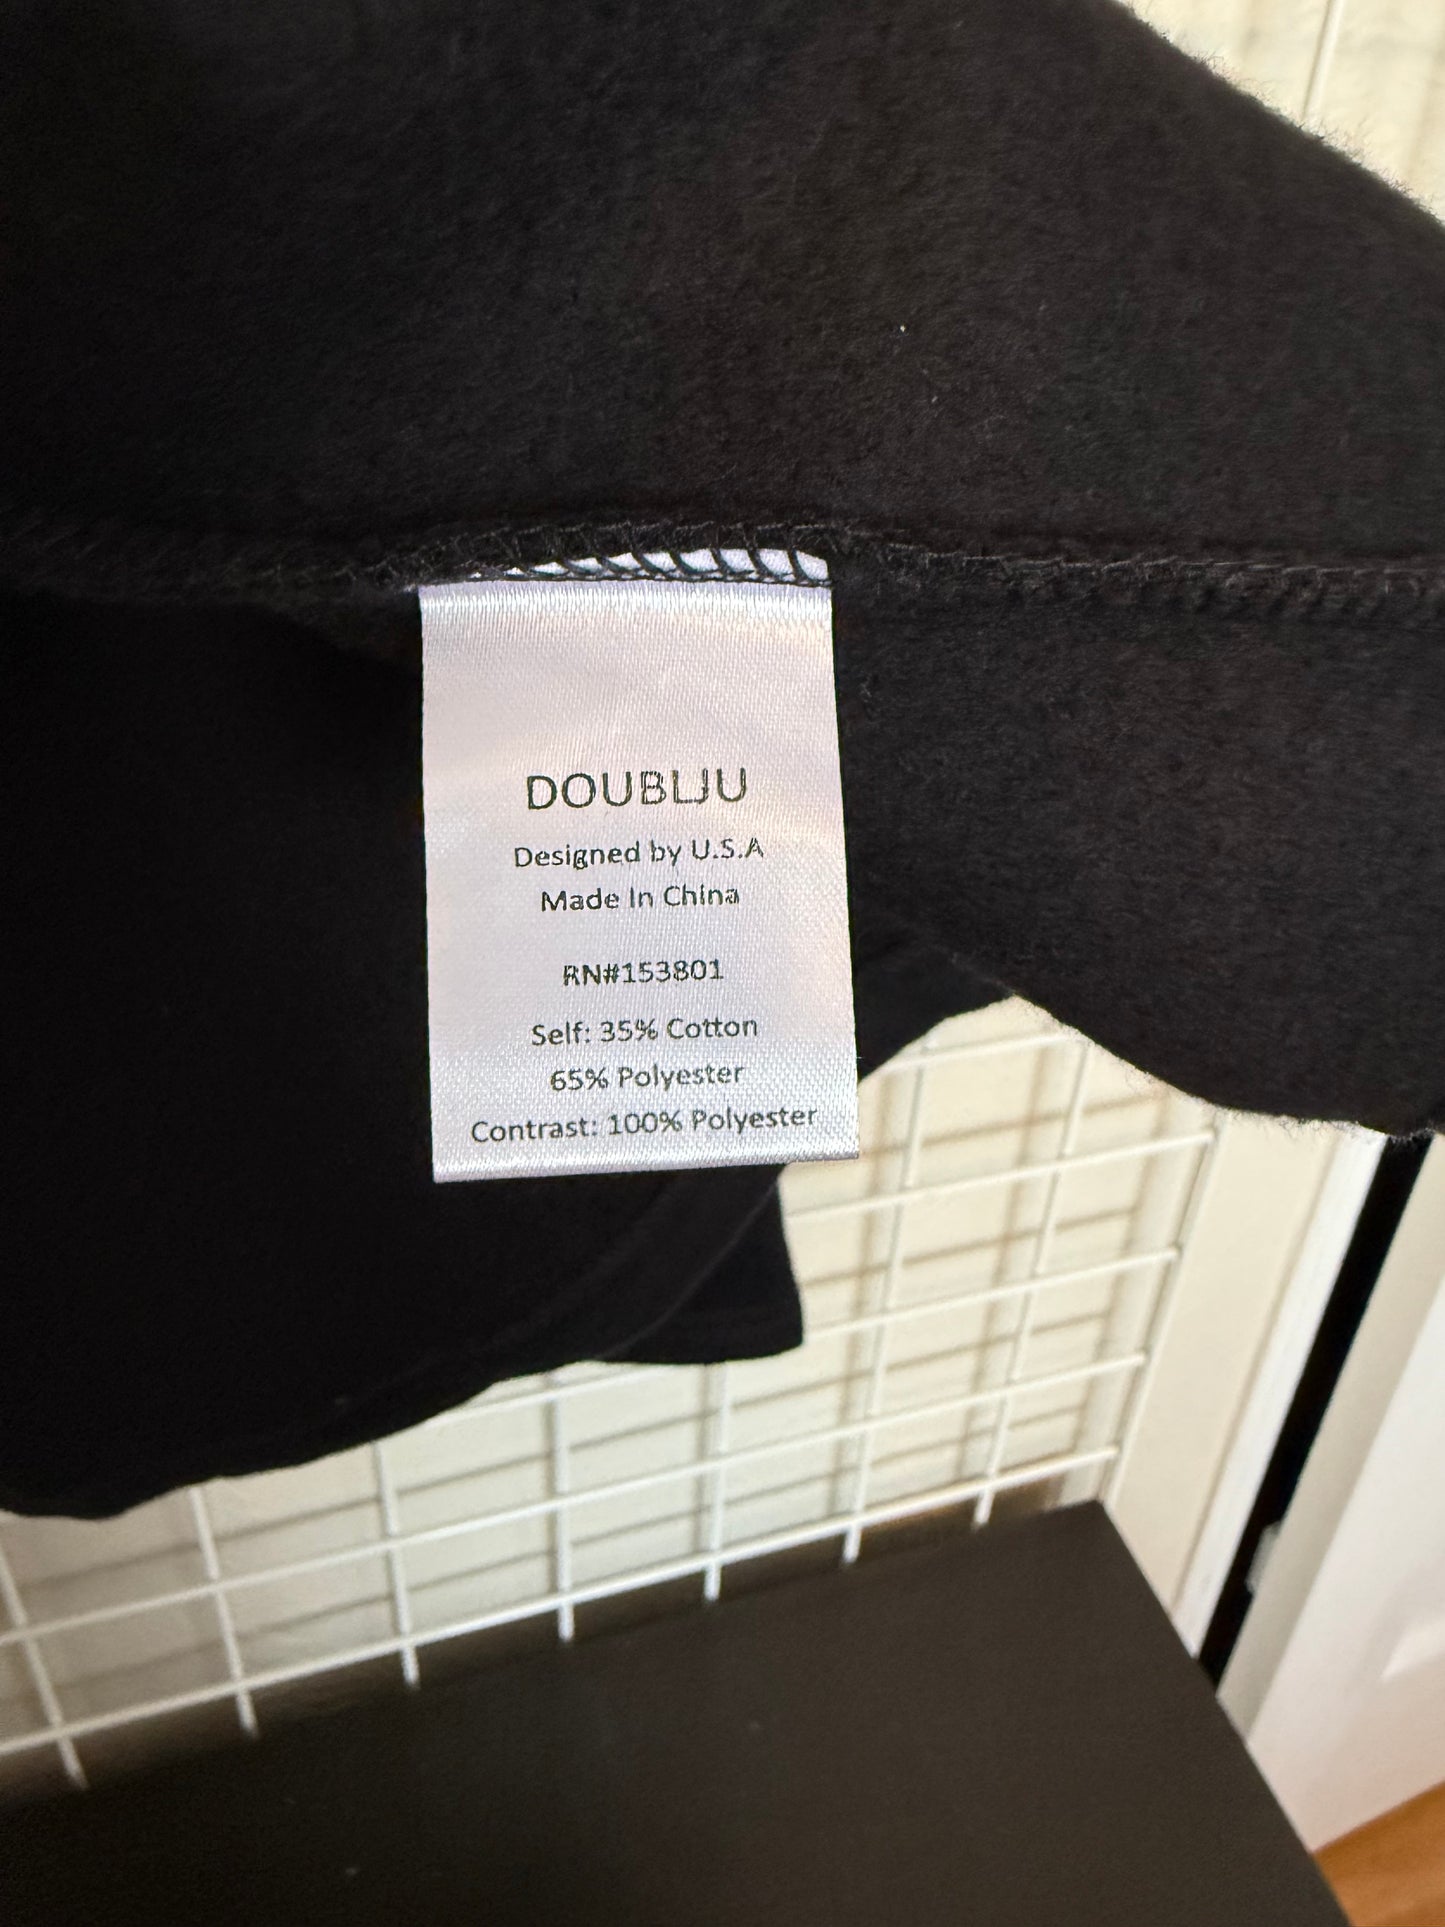 DOUBLJU
Designed by U.S.A
Made In China
RN#153801
Self: 35% Cotton
65% Polyester
Contrast: 100% Polyester